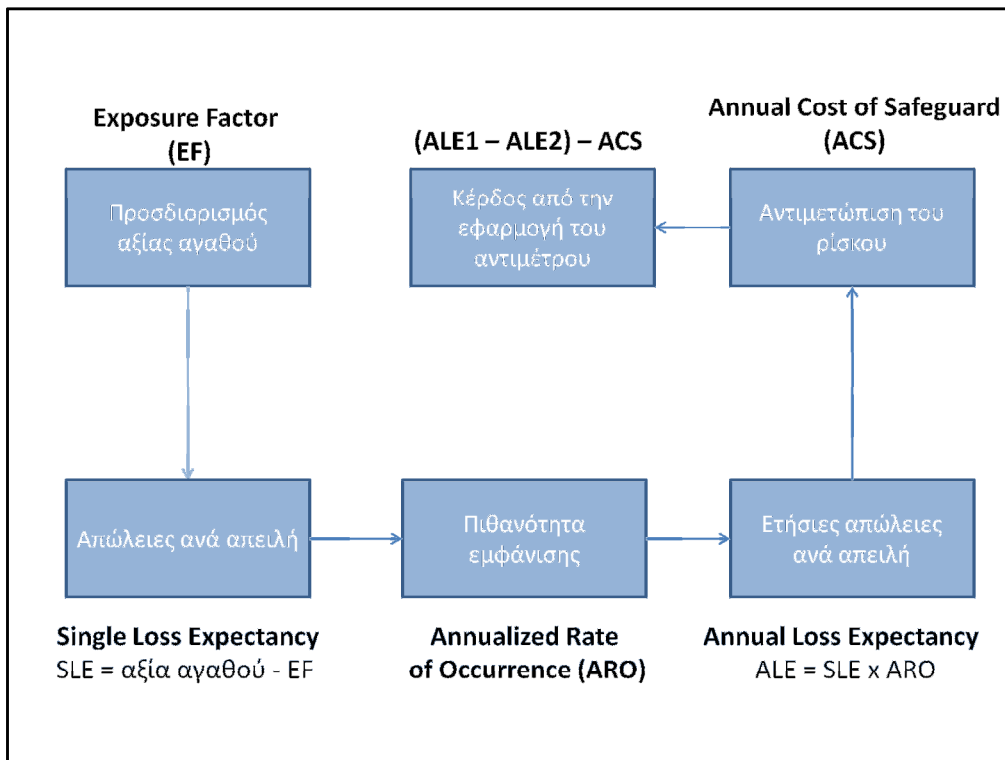 Exposure Factor
(EF)
Προσδιορισμός
αξίας αγαθού
(ALE1 – ALE2) – ACS
Κέρδος από την
εφαρμογή του
αντιμέτρου
Annual Cost of Safeguard
(ACS)
Αντιμετώπιση του
ρίσκου
Απώλειες ανά απειλή
Single Loss Expectancy
SLE = αξία αγαθού - EF
Πιθανότητα
εμφάνισης
Annualized Rate
of Occurrence (ARO)
Ετήσιες απώλειες
ανά απειλή
Annual Loss Expectancy
ALE = SLE x ARO